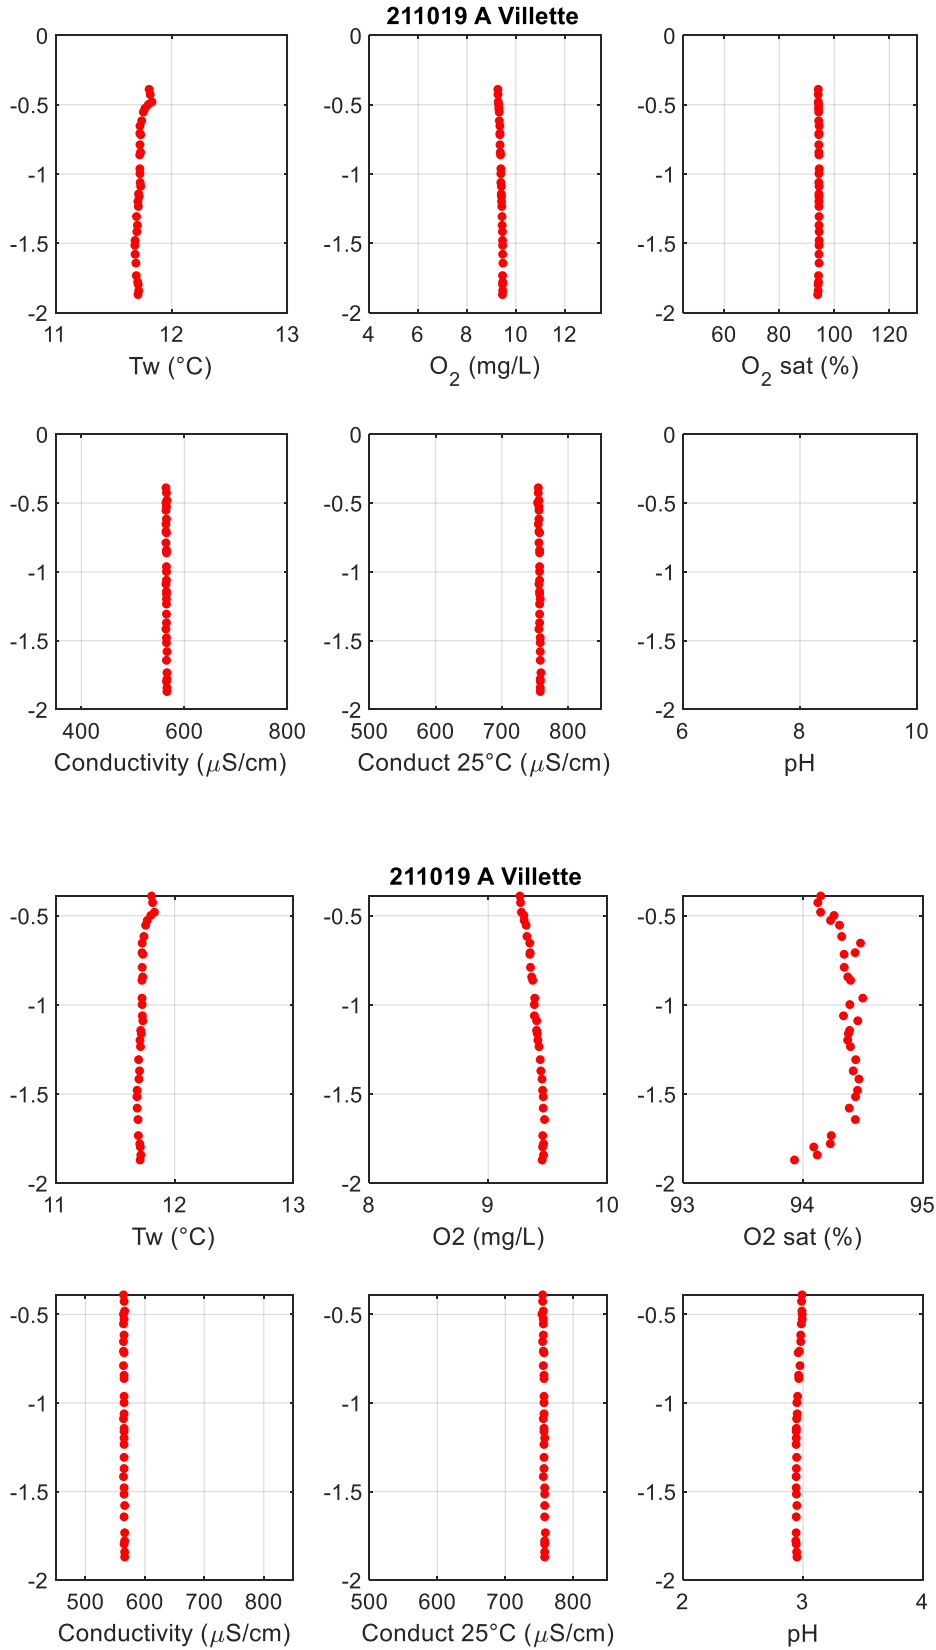 211019 A Villette
0
-0.5
-1
-1.5
-2
11 12 13
Tw (°C)
0
-0.5
-1
-1.5
-2
4 6 8 10 12
O2 (mg/L)
0
-0.5
-1
-1.5
-2
60 80 100 120
O2 sat (%)
0
-0.5
-1
-1.5
-2
400 600 800
Conductivity (μS/cm)
0
-0.5
-1
-1.5
-2
500 600 700 800
Conduct 25°C (μS/cm)
0
-0.5
-1
-1.5
-2
6 8 10
pH
211019 A Villette
-0.5
-1
-1.5
-2
11 12 13
Tw (°C)
-0.5
-1
-1.5
-2
8 9 10
O2 (mg/L)
-0.5
-1
-1.5
-2
93 94 95
O2 sat (%)
-0.5
-1
-1.5
-2
500 600 700 800
Conductivity (μS/cm)
-0.5
-1
-1.5
-2
500 600 700 800
Conduct 25°C (μS/cm)
-0.5
-1
-1.5
-2
2 3 4
pH